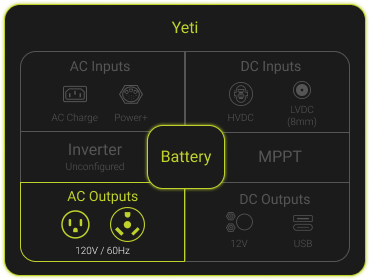 Yeti
AC Inputs
AC Charge
Power+
DC Inputs
HVDC
LVDC
(8mm)
Inverter
Unconfigured
Battery
MPPT
AC Outputs
120V / 60Hz
DC Outputs
12V
USB